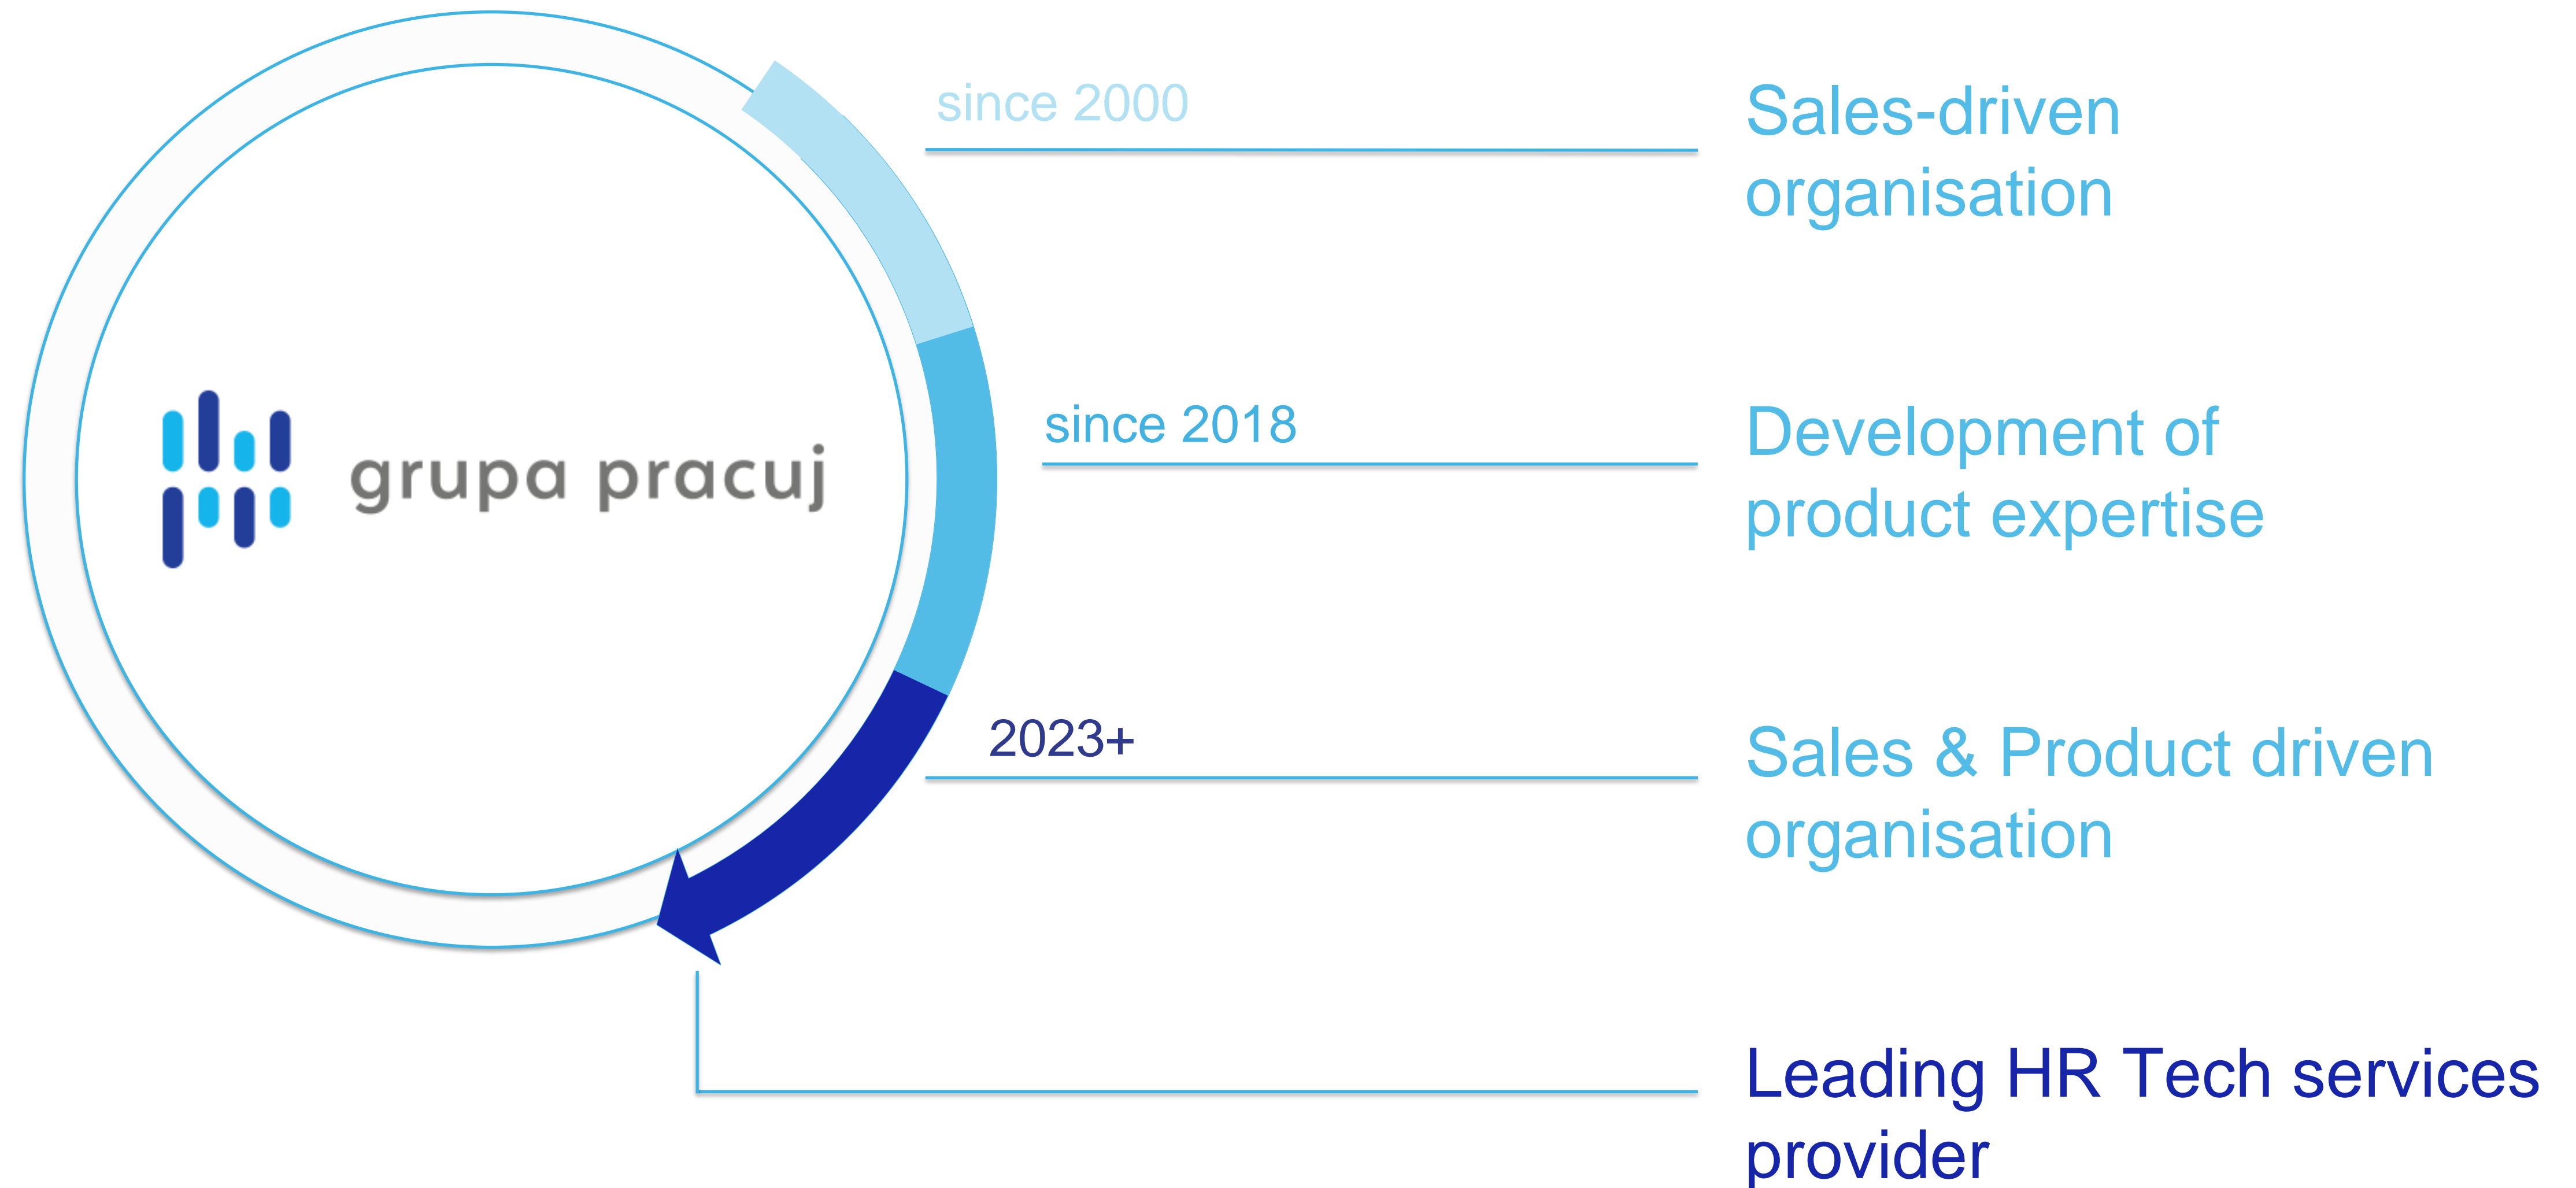 since 2000
Sales-driven
organisation
grupa pracuj
since 2018
Development of
product expertise
2023+
Sales & Product driven
organisation
Leading HR Tech services
provider